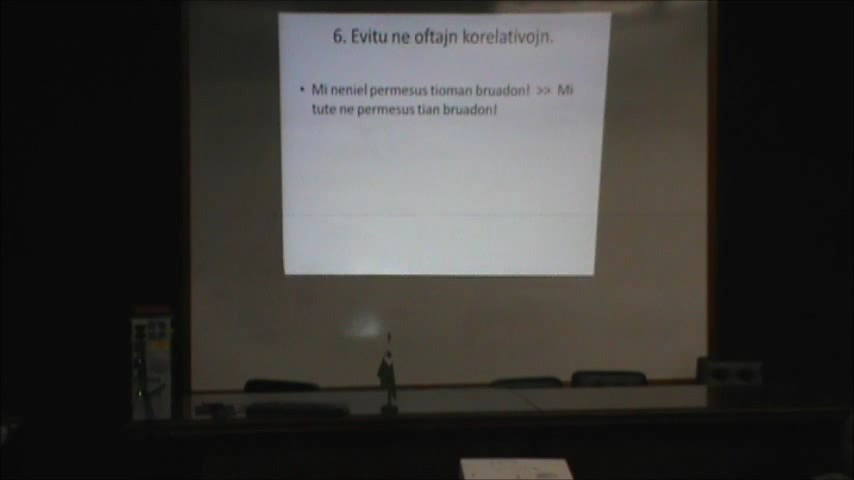 6. Evitu ne oftajn korelativojn.
• Mi neniel permesus tioman bruadon! >> Mi
tute ne permesus tian bruadon!